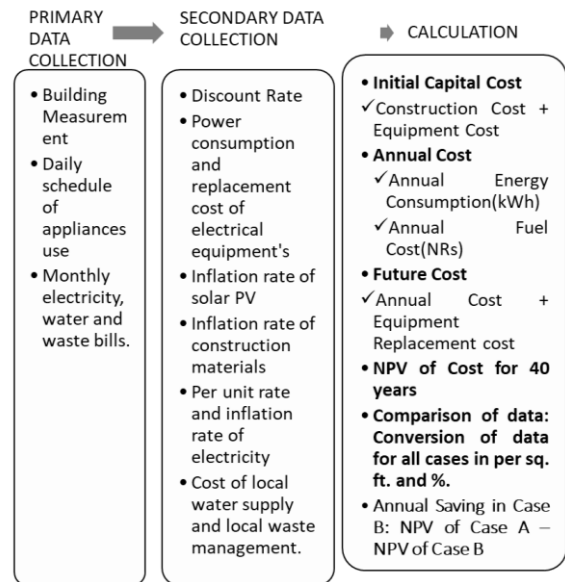 PRIMARY
DATA
COLLECTION
• Building
Measurem
ent
• Daily
schedule
of
appliances
use
• Monthly
electricity,
water and
waste bills.
SECONDARY DATA
COLLECTION
• Discount Rate
• Power
consumption
and
replacement
cost of
electrical
equipment's
• Inflation rate of
solar PV
• Inflation rate of
construction
materials
• Per unit rate
and inflation
rate of
electricity
• Cost of local
water supply
and local waste
management.
CALCULATION
• Initial Capital Cost
✓Construction Cost +
Equipment Cost
• Annual Cost
✓Annual Energy
Consumption(kWh)
✓Annual Fuel
Cost(NRs)
• Future Cost
✓Annual Cost +
Equipment
Replacement cost
• NPV of Cost for 40
years
• Comparison of data:
Conversion of data
for all cases in per sq.
ft. and %.
• Annual Saving in Case
B: NPV of Case A –
NPV of Case B